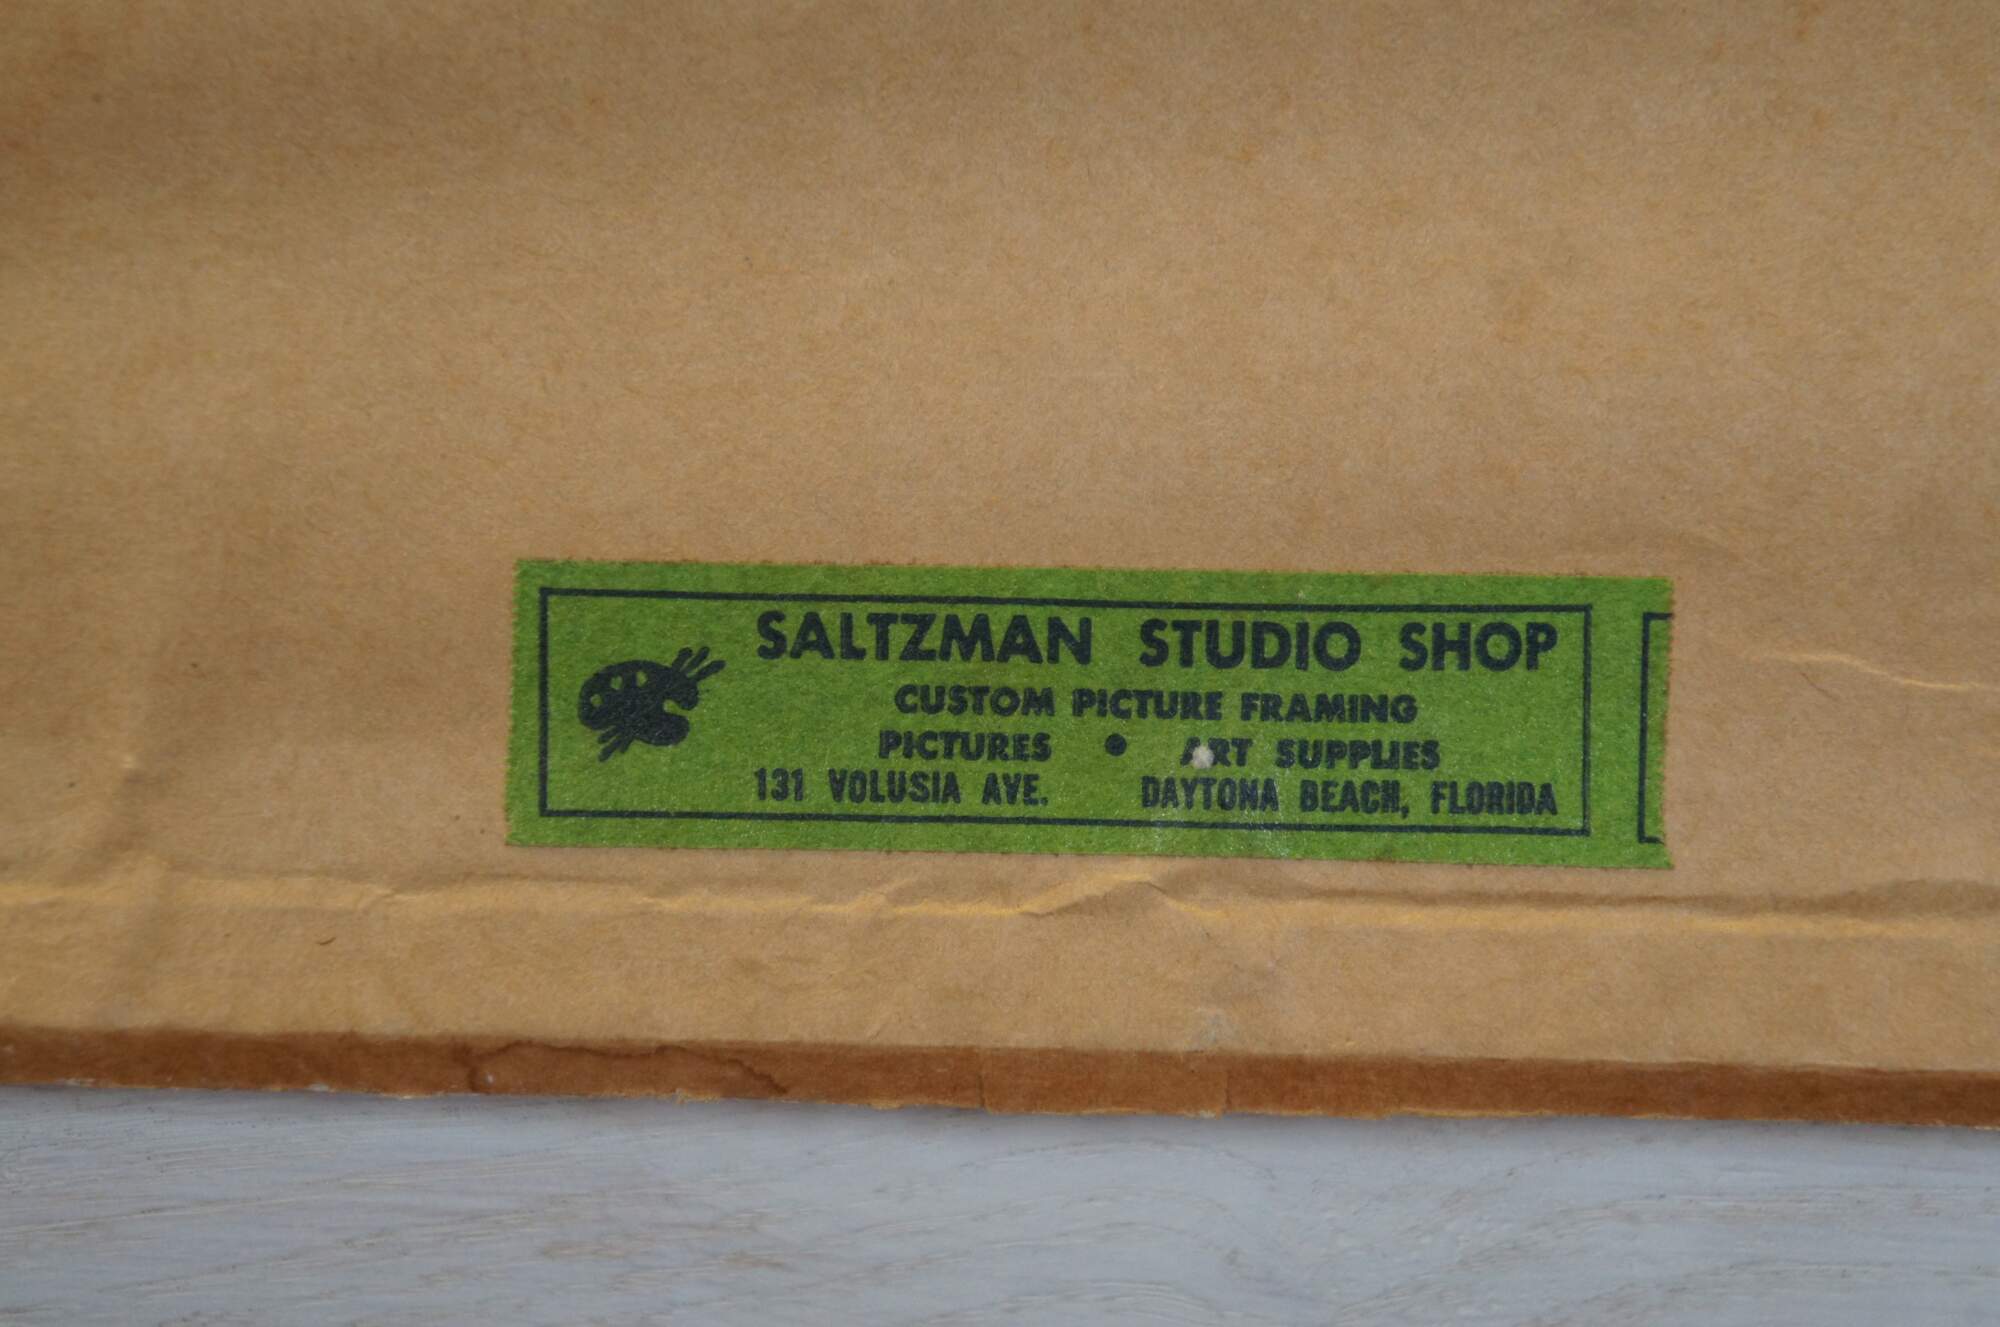 SALTZMAN STUDIO SHOP
CUSTOM PICTURE FRAMING
PICTURES • ART SUPPLIES
131 VOLUSIA AVE. DAYTONA BEACH, FLORIDA